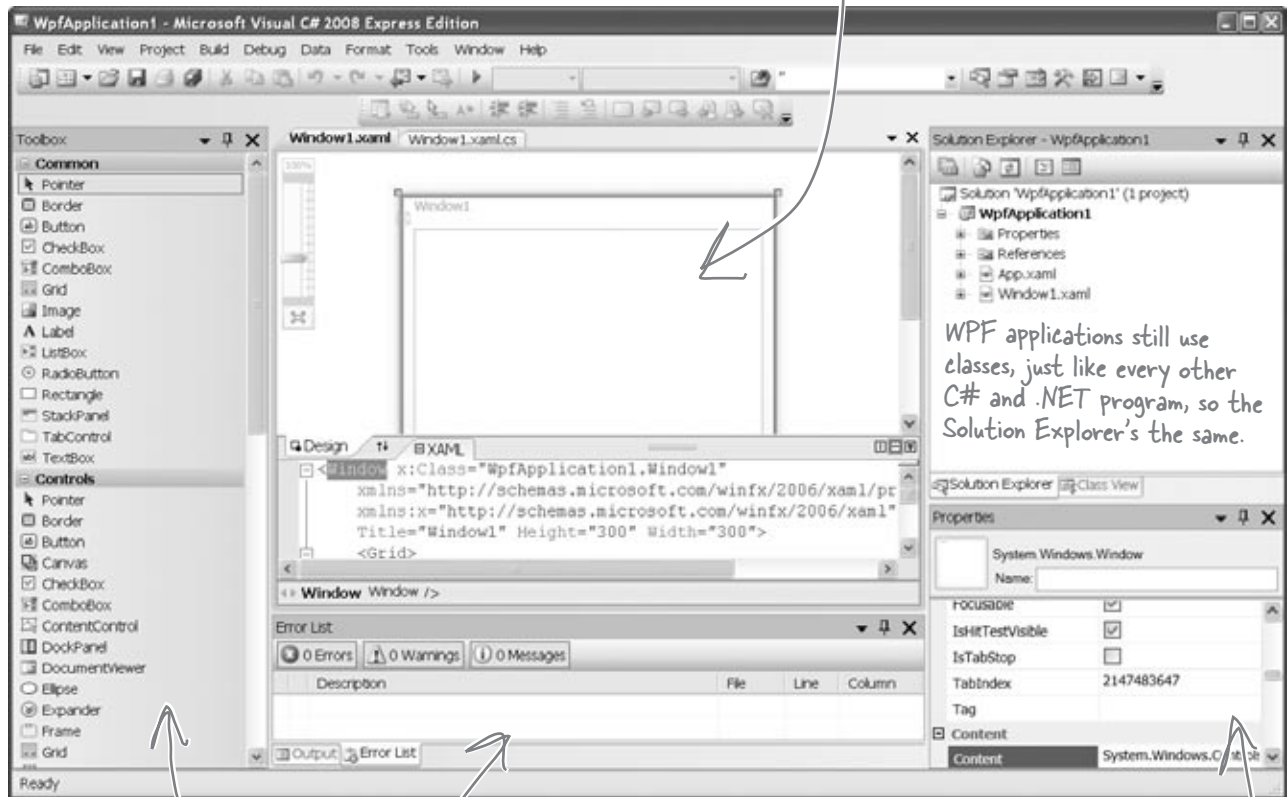 WpfApplication1 - Microsoft Visual C# 2008 Express Edition
File Edit View Project Build Debug Data Format Tools Window Help
Toolbox
Common
Pointer
Border
Button
CheckBox
ComboBox
Grid
Image
Label
ListBox
RadioButton
Rectangle
StackPanel
TabControl
TextBox
Controls
Pointer
Border
Button
Canvas
CheckBox
ComboBox
ContentControl
DockPanel
DocumentViewer
Ellipse
Expander
Frame
Grid
Window1.xaml Window1.xaml.cs
100%
Window1
Design XAML
<Window x:Class="WpfApplication1.Window1"
xmlns="http://schemas.microsoft.com/winfx/2006/xaml/pr
xmlns:x="http://schemas.microsoft.com/winfx/2006/xaml"
Title="Window1" Height="300" Width="300">
<Grid>
Window Window />
Error List
0 Errors 0 Warnings 0 Messages
Description File Line Column
Output Error List
Solution Explorer - WpfApplication1
Solution 'WpfApplication1' (1 project)
WpfApplication1
Properties
References
App.xaml
Window1.xaml
WPF applications still use
classes, just like every other
C# and .NET program, so the
Solution Explorer's the same.
Solution Explorer Class View
Properties
System.Windows.Window
Name:
Focusable
IsHitTestVisible
IsTabStop
TabIndex 2147483647
Tag
Content
Content
Ready